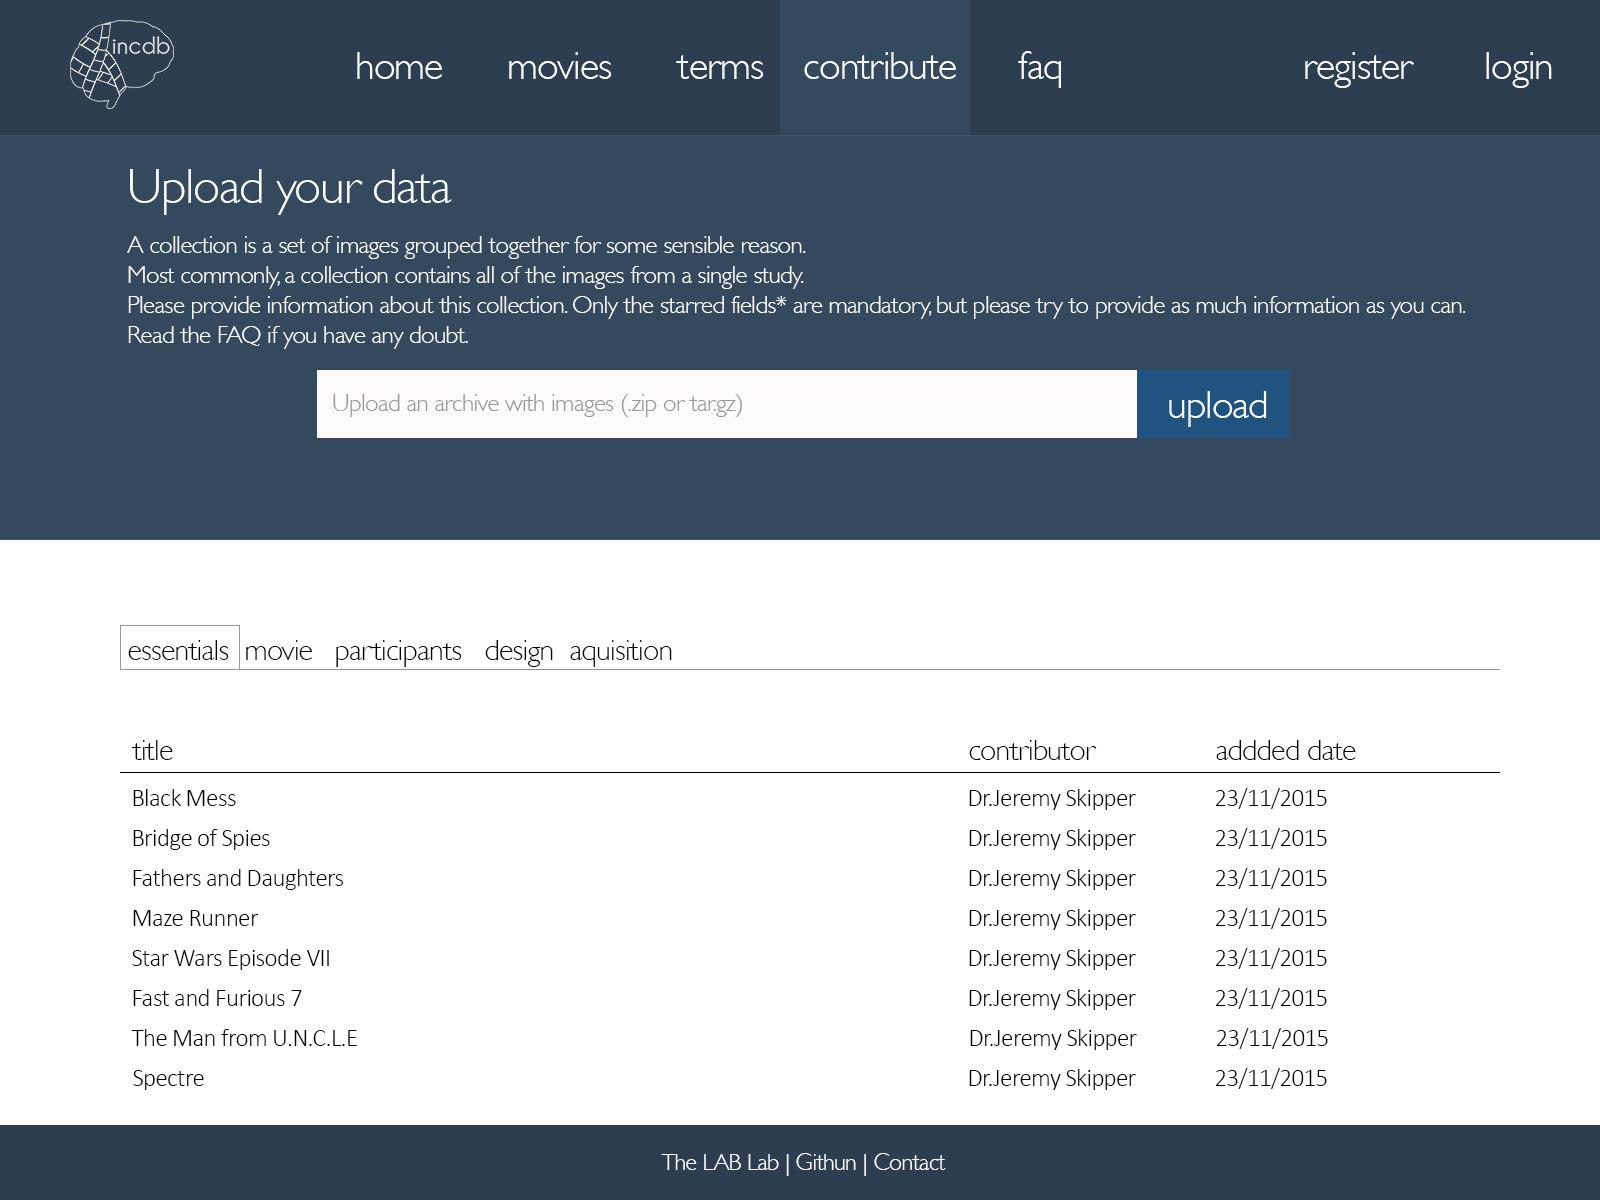 incdb
home movies terms contribute faq register login
Upload your data
A collection is a set of images grouped together for some sensible reason.
Most commonly, a collection contains all of the images from a single study.
Please provide information about this collection. Only the starred fields* are mandatory, but please try to provide as much information as you can.
Read the FAQ if you have any doubt.
Upload an archive with images (.zip or tar.gz) upload
essentials movie participants design aquisition
title contributor addded date
Black Mess Dr.Jeremy Skipper 23/11/2015
Bridge of Spies Dr.Jeremy Skipper 23/11/2015
Fathers and Daughters Dr.Jeremy Skipper 23/11/2015
Maze Runner Dr.Jeremy Skipper 23/11/2015
Star Wars Episode VII Dr.Jeremy Skipper 23/11/2015
Fast and Furious 7 Dr.Jeremy Skipper 23/11/2015
The Man from U.N.C.L.E Dr.Jeremy Skipper 23/11/2015
Spectre Dr.Jeremy Skipper 23/11/2015
The LAB Lab | Githun | Contact